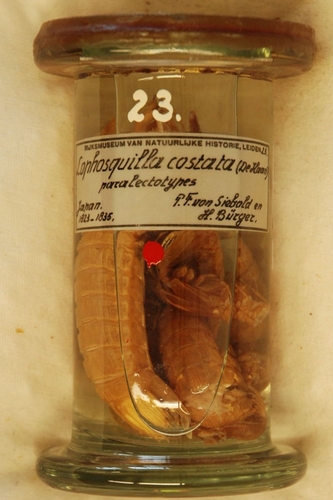 23.
RIJKSMUSEUM VAN NATUURLIJKE HISTORIE, LEIDEN
Lophosquilla costata (De Haan)
paralectotypes
Japan. P. F. von Siebold en
1823-1835, H. Bürger.